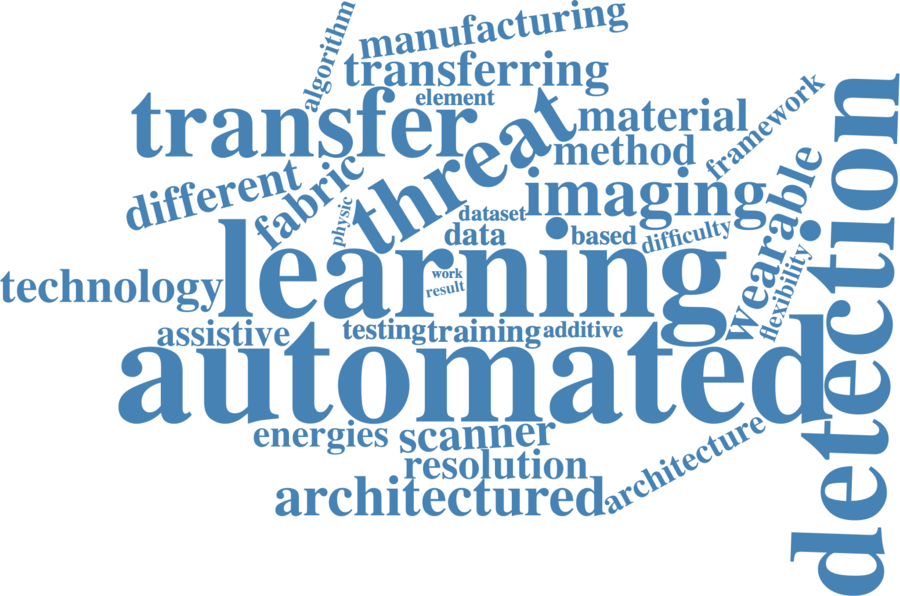 algorithm
manufacturing
transferring
element
transfer
threat
material
framework
method
detection
different
fabric
physic
imaging
wearable
dataset
data
based
difficulty
flexibility
learning
work
result
technology
assistive
testing
training
additive
automated
energies
scanner
resolution
architectured
architecture